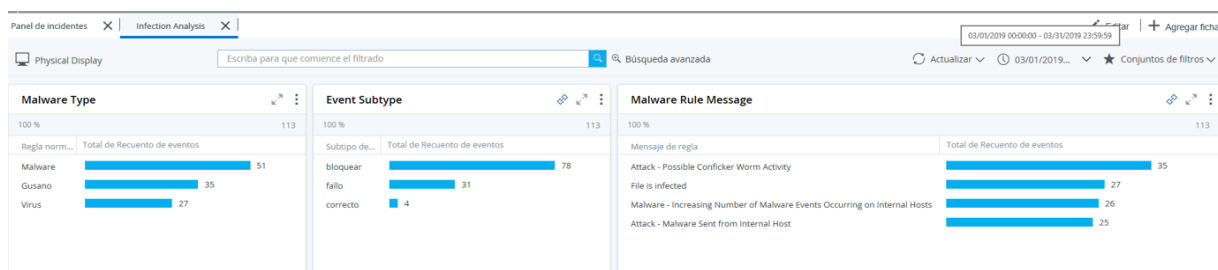 Panel de incidentes
Infection Analysis
Editar
Agregar ficha
03/01/2019 00:00:00 - 03/31/2019 23:59:59
Physical Display
Escriba para que comience el filtrado
Búsqueda avanzada
Actualizar
03/01/2019...
Conjuntos de filtros
Malware Type
100 %
113
Regla norm...
Total de Recuento de eventos
Malware
51
Gusano
35
Virus
27
Event Subtype
100 %
113
Subtipo de...
Total de Recuento de eventos
bloquear
78
fallo
31
correcto
4
Malware Rule Message
100 %
113
Mensaje de regla
Total de Recuento de eventos
Attack - Possible Conficker Worm Activity
35
File is infected
27
Malware - Increasing Number of Malware Events Occurring on Internal Hosts
26
Attack - Malware Sent from Internal Host
25